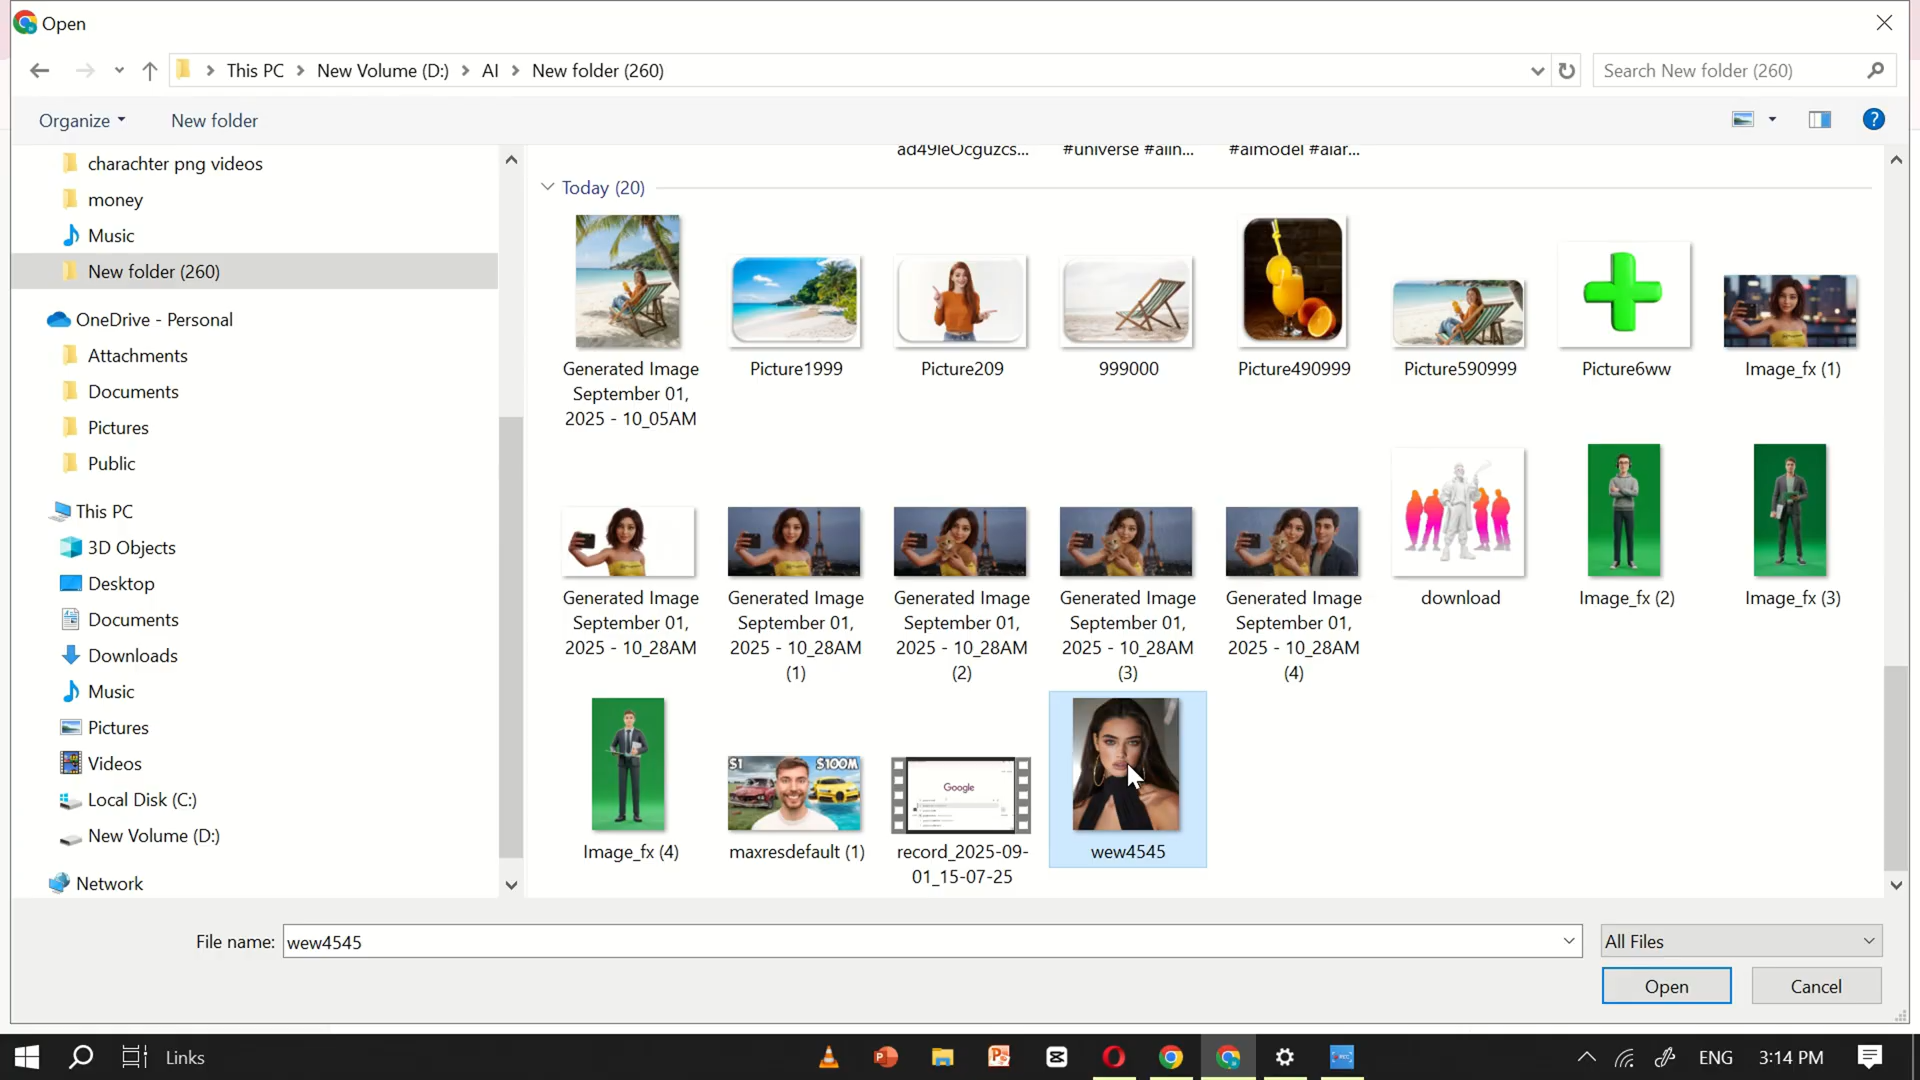 Open
This PC
New Volume (D:)
AI
New folder (260)
Search New folder (260)
Organize
New folder
charachter png videos
money
Music
New folder (260)
OneDrive - Personal
Attachments
Documents
Pictures
Public
This PC
3D Objects
Desktop
Documents
Downloads
Music
Pictures
Videos
Local Disk (C:)
New Volume (D:)
Network
#universe #aiin...
#aimodel #aiar...
Today (20)
Generated Image
September 01,
2025 - 10_05AM
Picture1999
Picture209
999000
Picture490999
Picture590999
Picture6ww
Image_fx (1)
Generated Image
September 01,
2025 - 10_28AM
Generated Image
September 01,
2025 - 10_28AM
(1)
Generated Image
September 01,
2025 - 10_28AM
(2)
Generated Image
September 01,
2025 - 10_28AM
(3)
Generated Image
September 01,
2025 - 10_28AM
(4)
download
Image_fx (2)
Image_fx (3)
Image_fx (4)
$1 $100M
maxresdefault (1)
Google
record_2025-09-
01_15-07-25
wew4545
File name:
wew4545
All Files
Open
Cancel
Links
ENG
3:14 PM